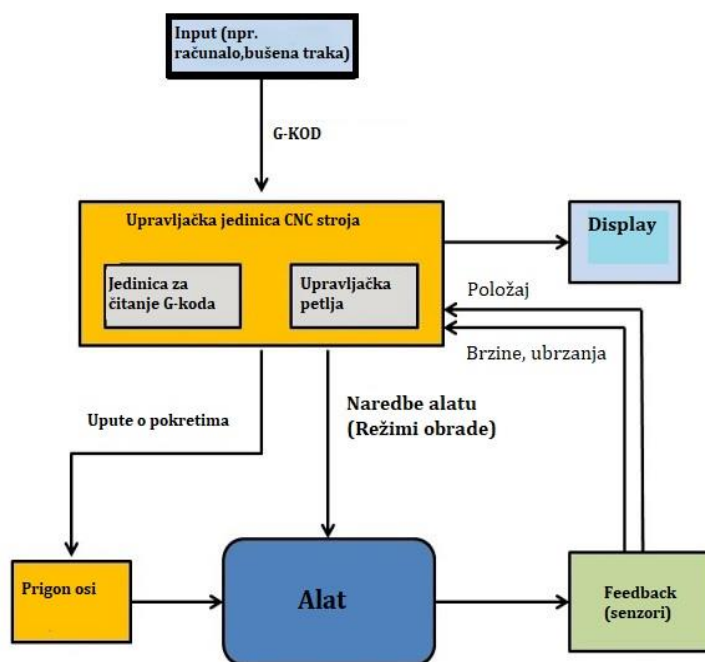 Input (npr.
računalo,bušena traka)
G-KOD
Upravljačka jedinica CNC stroja
Jedinica za
čitanje G-koda
Upravljačka
petlja
Display
Položaj
Brzine, ubrzanja
Upute o pokretima
Naredbe alatu
(Režimi obrade)
Prigon osi
Alat
Feedback
(senzori)